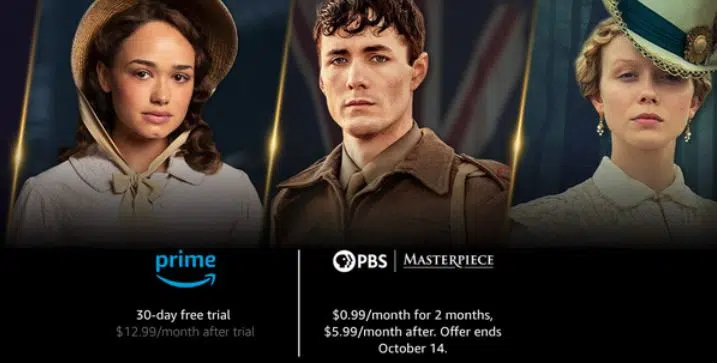 prime
30-day free trial
$12.99/month after trial
PBS | MASTERPIECE
$0.99/month for 2 months,
$5.99/month after. Offer ends
October 14.